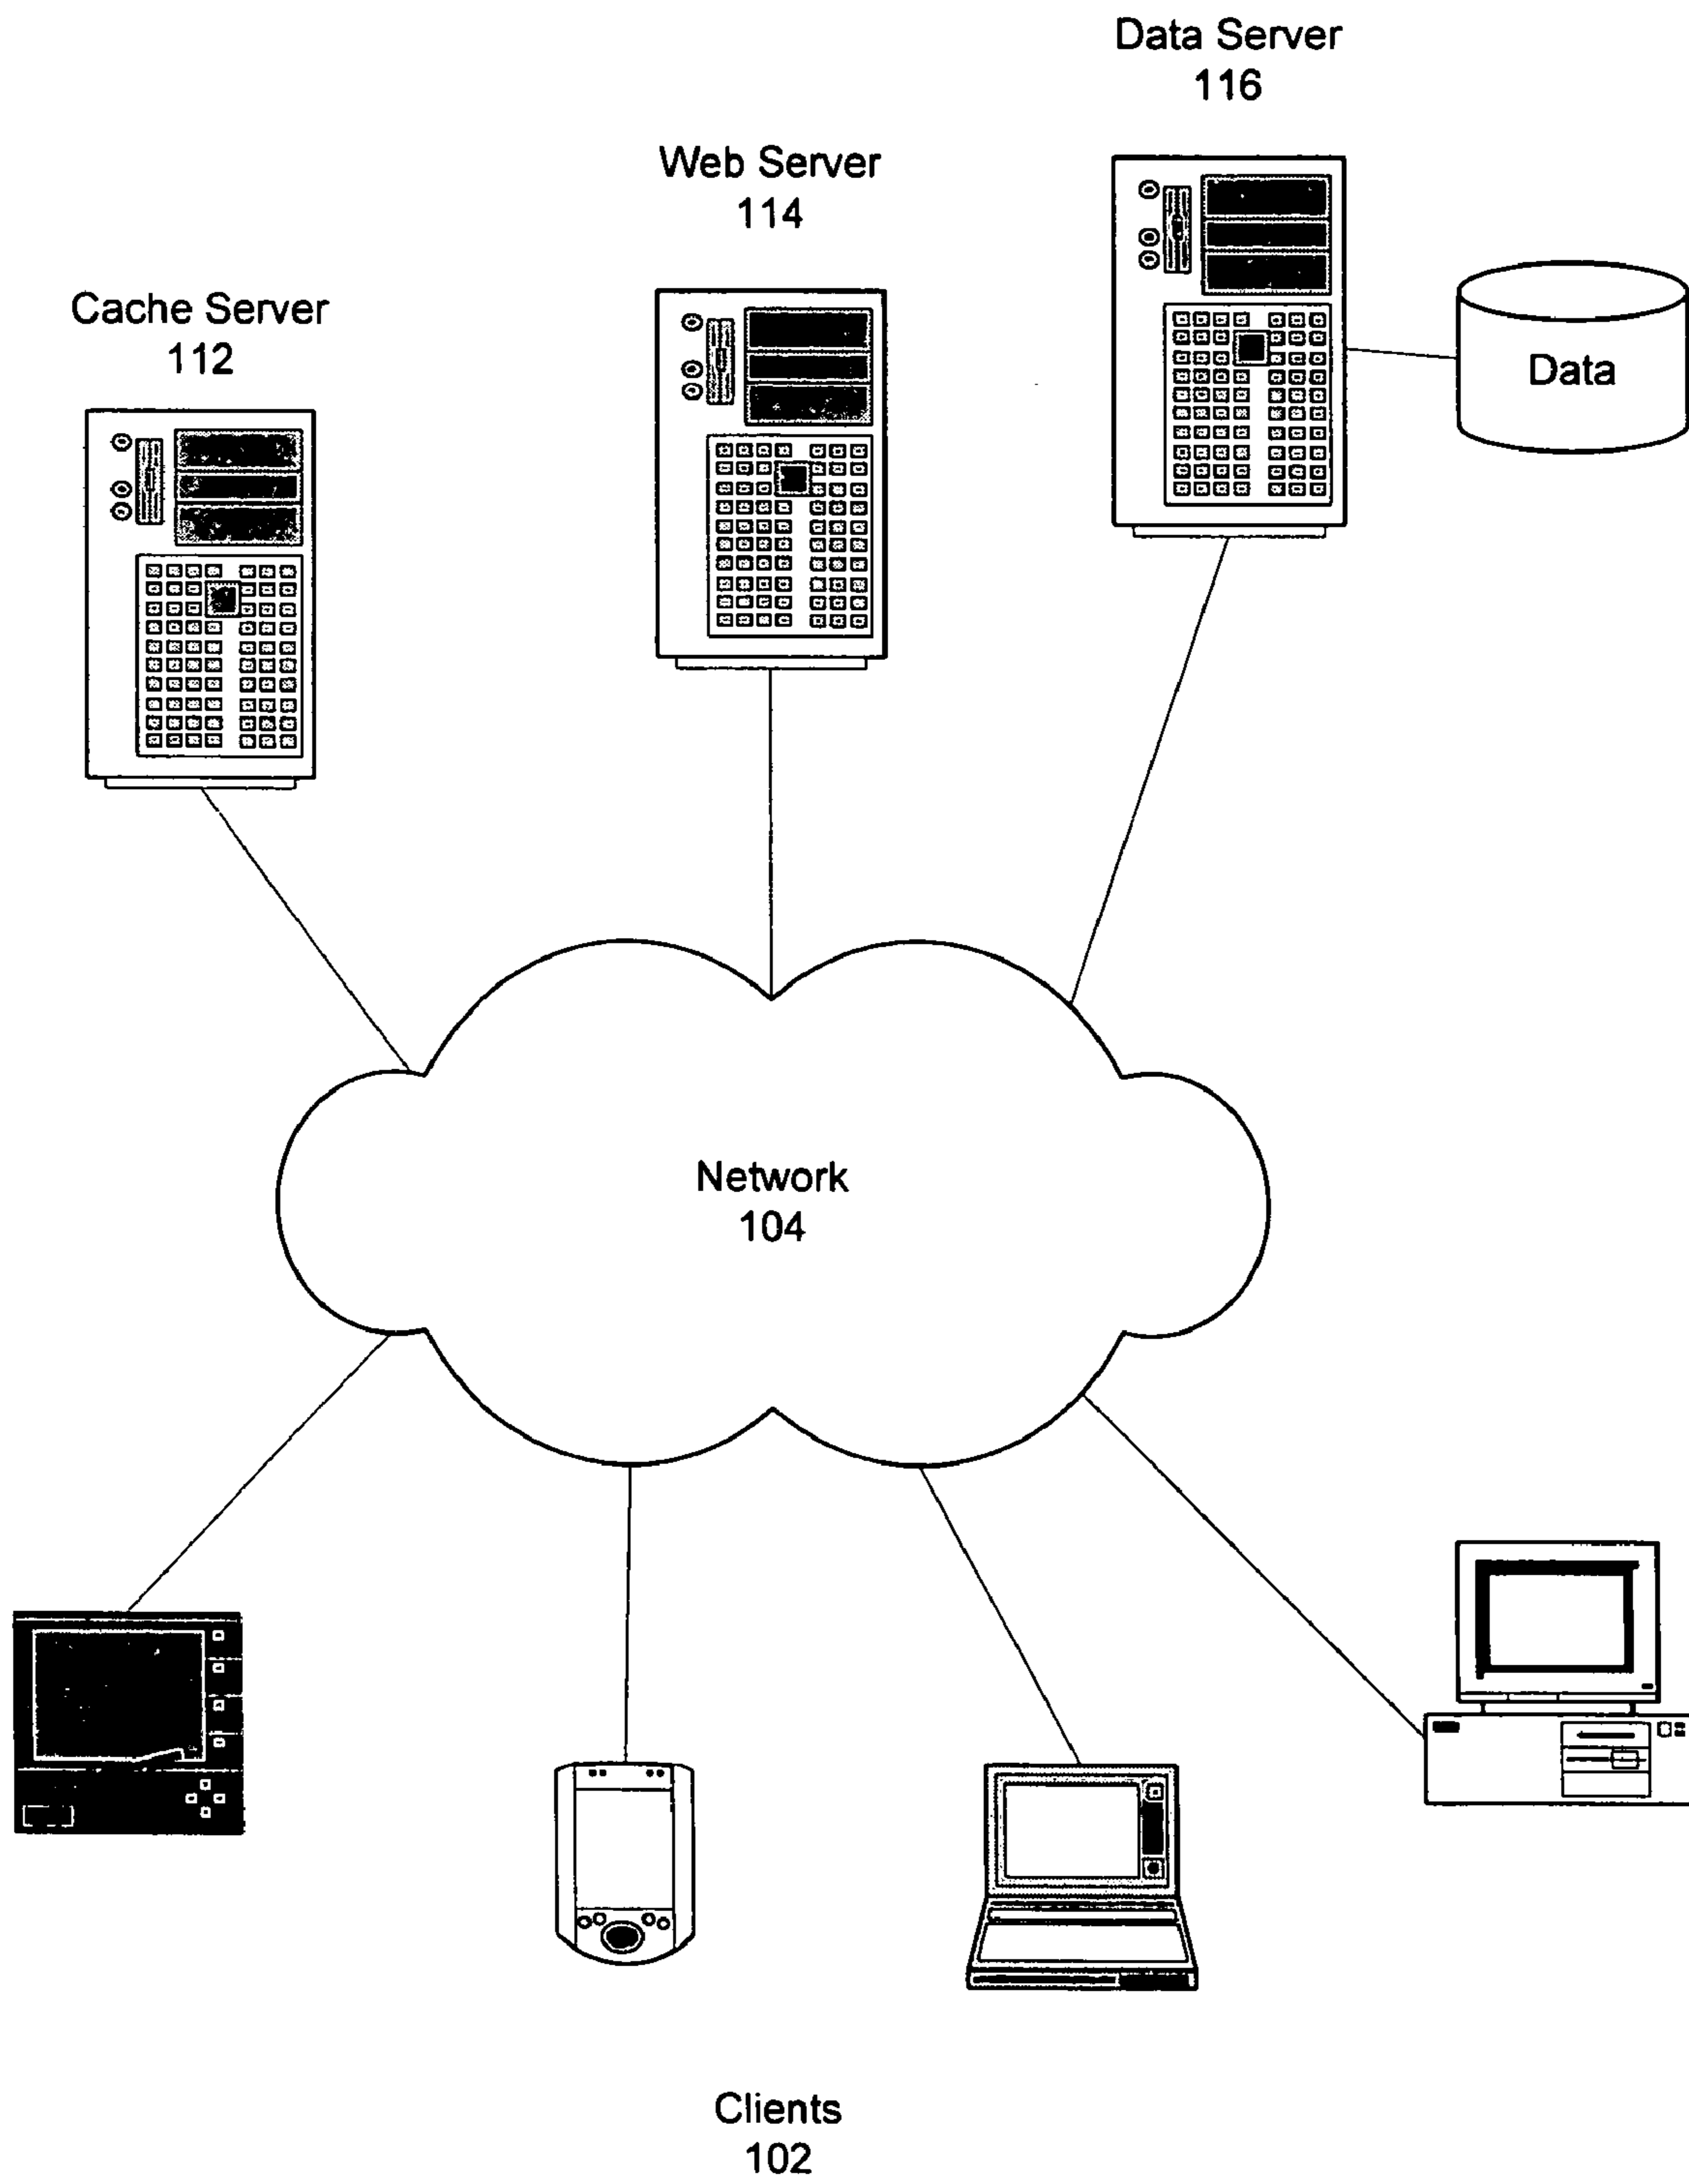 Data Server
116
Web Server
114
Cache Server
112
Data
Network
104
Clients
102